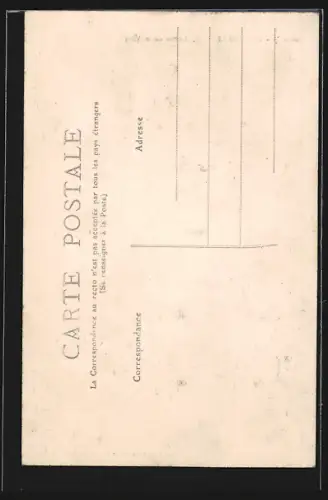 CARTE POSTALE
La Correspondance au recto n'est pas acceptée par tous les pays étrangers
(Se renseigner à la Poste)
Correspondance
Adresse